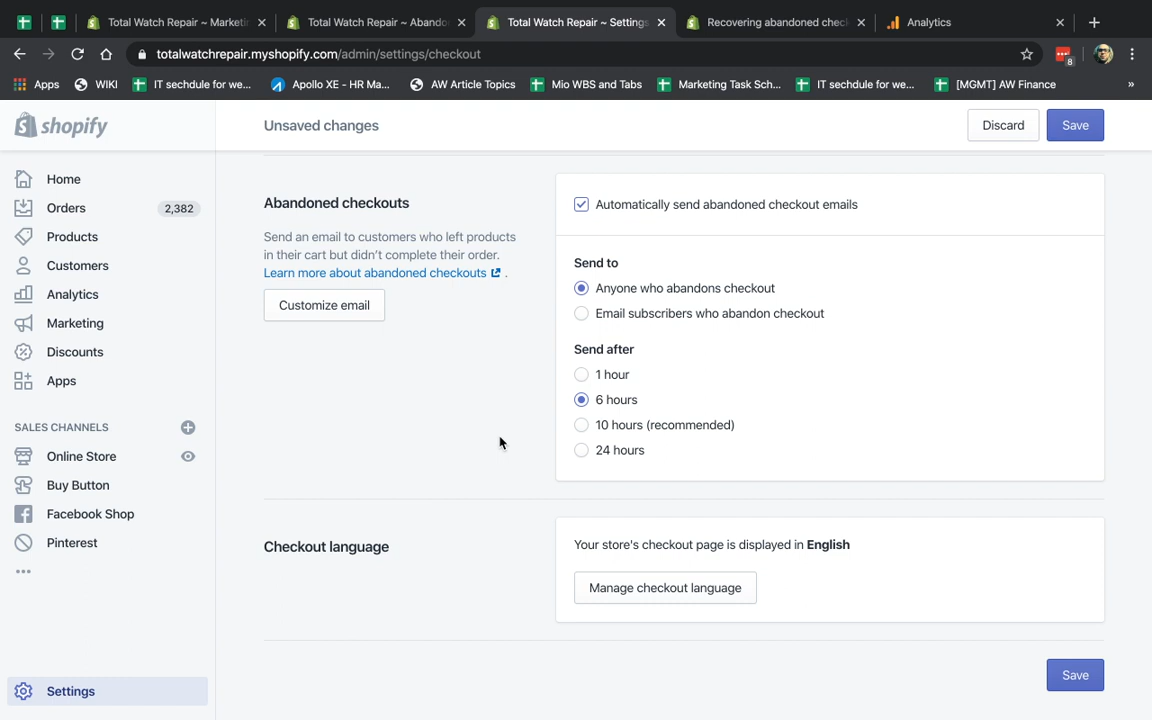 Total Watch Repair ~ Marketin
Total Watch Repair ~ Abando
Total Watch Repair ~ Settings
Recovering abandoned chec
Analytics
totalwatchrepair.myshopify.com/admin/settings/checkout
8
Apps
WIKI
IT sechdule for we...
Apollo XE - HR Ma...
AW Article Topics
Mio WBS and Tabs
Marketing Task Sch...
IT sechdule for we...
[MGMT] AW Finance
»
shopify
Unsaved changes
Discard
Save
Home
Orders
2,382
Products
Customers
Analytics
Marketing
Discounts
Apps
SALES CHANNELS
Online Store
Buy Button
Facebook Shop
Pinterest
Settings
Abandoned checkouts
Send an email to customers who left products
in their cart but didn't complete their order.
Learn more about abandoned checkouts .
Customize email
Automatically send abandoned checkout emails
Send to
Anyone who abandons checkout
Email subscribers who abandon checkout
Send after
1 hour
6 hours
10 hours (recommended)
24 hours
Checkout language
Your store's checkout page is displayed in English
Manage checkout language
Save